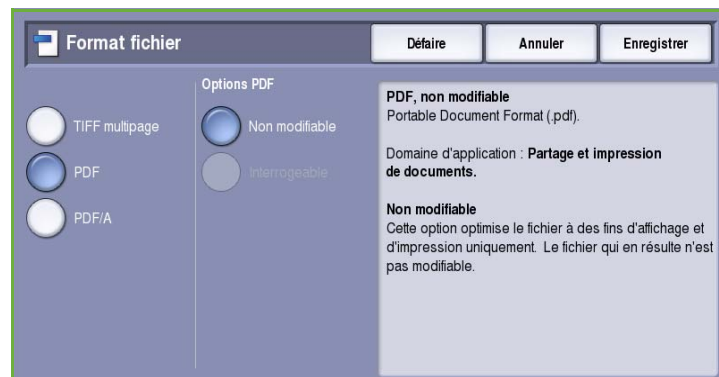 Format fichier
Défaire
Annuler
Enregistrer
TIFF multipage
PDF
PDF/A
Options PDF
Non modifiable
Interrogeable
PDF, non modifiable
Portable Document Format (.pdf).
Domaine d'application : Partage et impression
de documents.
Non modifiable
Cette option optimise le fichier à des fins d'affichage et
d'impression uniquement. Le fichier qui en résulte n'est
pas modifiable.